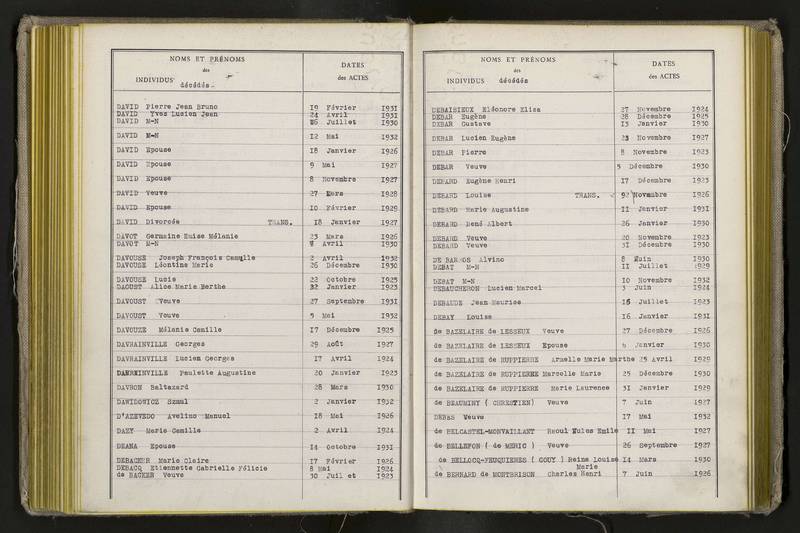 NOMS ET PRÉNOMS
des
INDIVIDUS décédés.
DATES
des ACTES
DAVID Pierre Jean Bruno 19 Février 1931
DAVID Yves Lucien Jean 24 Avril 1931
DAVID M-N 26 Juillet 1930
DAVID M-N 12 Mai 1932
DAVID Epouse 18 Janvier 1926
DAVID Epouse 9 Mai 1927
DAVID Epouse 8 Novembre 1927
DAVID Veuve 27 Mars 1928
DAVID Epouse 10 Février 1929
DAVID Divorcée TRANS. 18 Janvier 1927
DAVOT Germaine Euise Mélanie 23 Mars 1926
DAVOT M-N Avril 1930
DAVOUSE Joseph François Camille 2 Avril 1932
DAVOUSE Léontine Marie 26 Décembre 1930
DAVOUSE Lucie 22 Octobre 1925
DAOUST Alice Marie Berthe 22 Janvier 1923
DAVOUST Veuve 27 Septembre 1931
DAVOUST Veuve 5 Mai 1932
DAVOUZE Mélanie Camille 17 Décembre 1925
DAVRAINVILLE Georges 29 Août 1927
DAVRAINVILLE Lucien Georges 17 Avril 1924
DAVRAINVILLE Paulette Augustine 20 Janvier 1923
DAVRON Baltazard 28 Mars 1930
DAWIDOWICZ Szmul 2 Janvier 1932
D'AZEVEDO Avelino Manuel 18 Mai 1926
DAZY Marie Camille 2 Avril 1924
DEANA Epouse 14 Octobre 1931
DEBACKER Marie Claire 17 Février 1926
DEBACQ Etiennette Gabrielle Félicie 8 Mai 1924
de BACKER Veuve 30 Juil et 1923
NOMS ET PRÉNOMS
des
INDIVIDUS décédés
DATES
des ACTES
DEBAISIEUX Eléonore Elisa 27 Novembre 1924
DEBAR Eugène 28 Décembre 1925
DEBAR Gustave 13 Janvier 1930
DEBAR Lucien Eugène 23 Novembre 1927
DEBAR Pierre 8 Novembre 1923
DEBAR Veuve 5 Décembre 1930
DEBARD Eugène Henri 17 Décembre 1923
DEBARD Louise TRANS. Novembre 1926
DEBARD Marie Augustine 11 Janvier 1931
DEBARD René Albert 26 Janvier 1930
DEBARD Veuve 20 Novembre 1923
DEBARD Veuve 31 Décembre 1930
DE BARROS Alvino 8 Juin 1930
DEBAT M-N 11 Juillet 1929
DEBAT M-N 10 Novembre 1932
DEBAUCHERON Lucien Marcel 3 Juin 1924
DEBAUDE Jean Maurice 16 Juillet 1923
DEBAY Louise 16 Janvier 1931
de BAZELAIRE de LESSEUX Veuve 27 Décembre 1926
de BAZELAIRE de LESSEUX Epouse 6 Janvier 1930
de BAZELAIRE de RUPPIERRE Armelle Marie Marthe 25 Avril 1929
de BAZELAIRE de RUPPIERRE Marcelle Marie 25 Décembre 1930
de BAZELAIRE de RUPPIERRE Marie Laurence 31 Janvier 1929
de BEAUMINY ( CHRESTIEN) Veuve 7 Juin 1927
DEBES Veuve 17 Mai 1932
de BELCASTEL-MONVAILLANT Raoul Jules Emile 11 Mai 1927
de BELLEFON ( de MERIC ) Veuve 26 Septembre 1927
de BELLOCQ-FEUQUIERES ( GOUY ) Reine Louise 14 Mars 1930
Marie
de BERNARD de MONTBRISON Charles Henri 7 Juin 1926